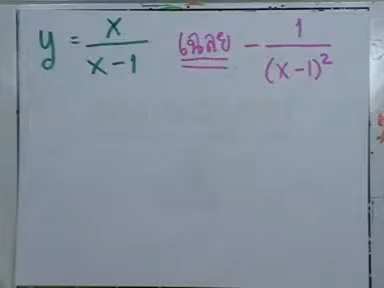 y = x/(x-1) เฉลย - 1/(x-1)²